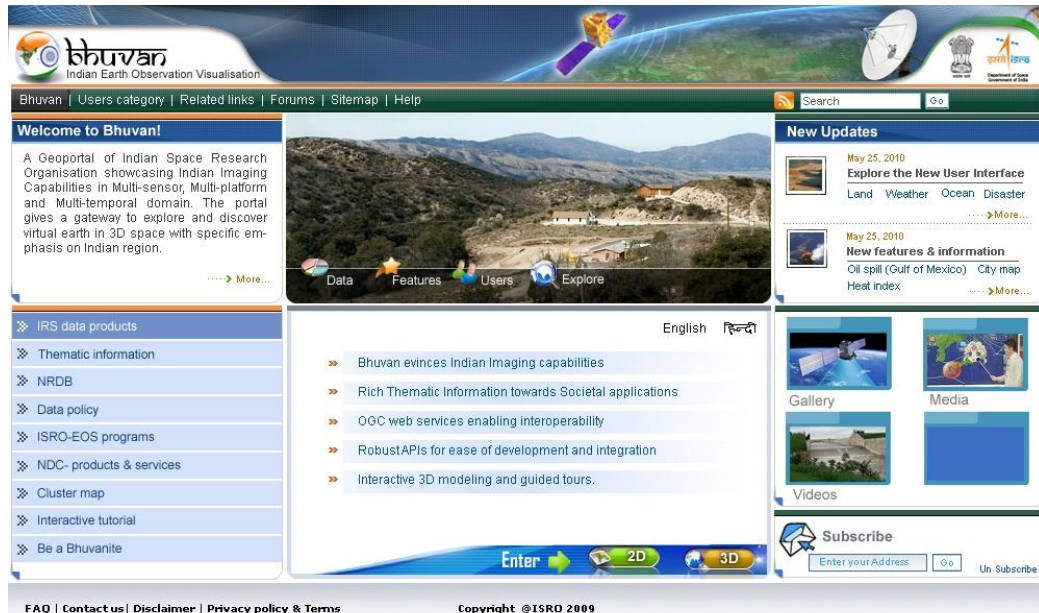 bhuvan
Indian Earth Observation Visualisation
इसरो isro
Department of Space
Government of India
Bhuvan | Users category | Related links | Forums | Sitemap | Help
Search
Go
Welcome to Bhuvan!
A Geoportal of Indian Space Research
Organisation showcasing Indian Imaging
Capabilities in Multi-sensor, Multi-platform
and Multi-temporal domain. The portal
gives a gateway to explore and discover
virtual earth in 3D space with specific em-
phasis on Indian region.
More...
Data
Features
Users
Explore
New Updates
May 25, 2010
Explore the New User Interface
Land Weather Ocean Disaster
More...
May 25, 2010
New features & information
Oil spill (Gulf of Mexico) City map
Heat index
More...
IRS data products
Thematic information
NRDB
Data policy
ISRO-EOS programs
NDC- products & services
Cluster map
Interactive tutorial
Be a Bhuvanite
English हिन्दी
Bhuvan evinces Indian Imaging capabilities
Rich Thematic Information towards Societal applications
OGC web services enabling interoperability
Robust APIs for ease of development and integration
Interactive 3D modeling and guided tours.
Enter 2D 3D
Gallery
Media
Videos
Subscribe
Enter your Address
Go
Un Subscribe
FAQ | Contact us| Disclaimer | Privacy policy & Terms
Copyright @ISRO 2009